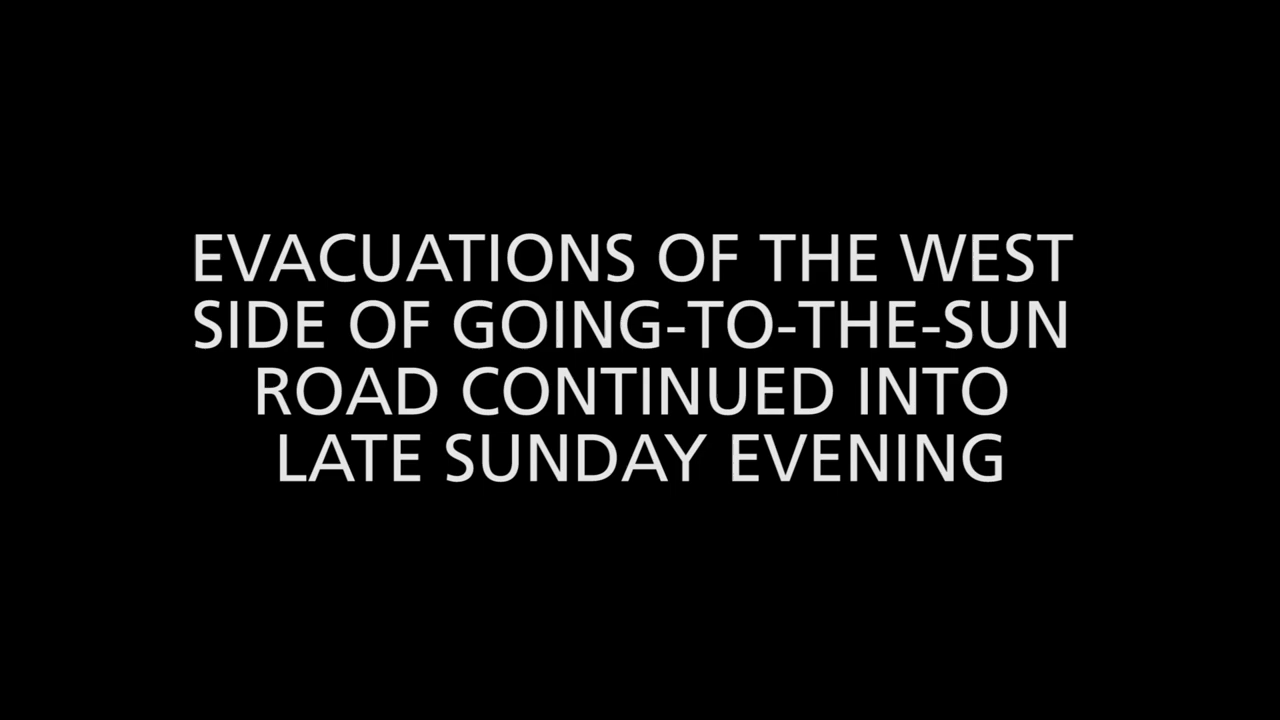 EVACUATIONS OF THE WEST
SIDE OF GOING-TO-THE-SUN
ROAD CONTINUED INTO
LATE SUNDAY EVENING